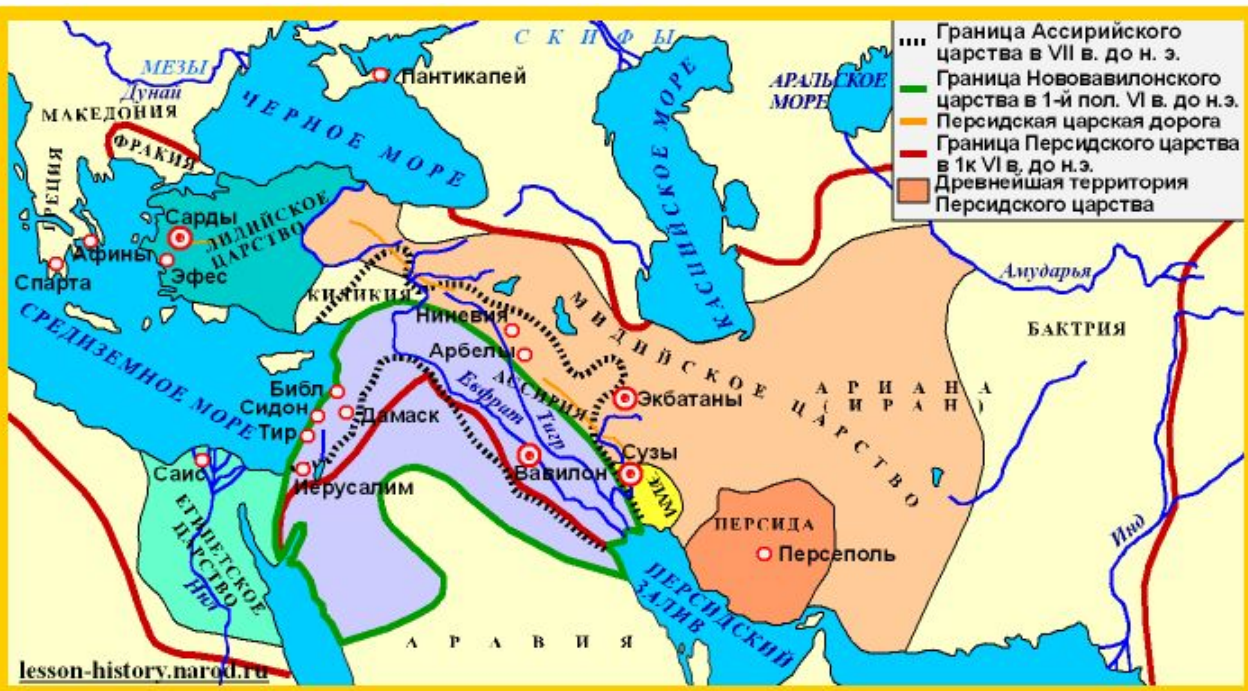 Граница Ассирийского
царства в VII в. до н. э.
Граница Нововавилонского
царства в 1-й пол. VI в. до н.э.
Персидская царская дорога
Граница Персидского царства
в 1к VI в. до н.э.
Древнейшая территория
Персидского царства
СКИФЫ
МЕЗЫ
Дунай
Пантикапей
АРАЛЬСКОЕ
МОРЕ
МАКЕДОНИЯ
ФРАКИЯ
ЧЕРНОЕ МОРЕ
КАСПИЙСКОЕ МОРЕ
ГРЕЦИЯ
Сарды
ЛИДИЙСКОЕ
ЦАРСТВО
Афины
Эфес
Спарта
Амударья
КИЛИКИЯ
МИДИЙСКОЕ ЦАРСТВО
БАКТРИЯ
СРЕДИЗЕМНОЕ МОРЕ
Ниневия
Арбелы
АССИРИЯ
АРИАНА
(ИРАН)
Библ
Сидон
Дамаск
Тир
Евфрат
Тигр
Экбатаны
Сузы
Саис
Иерусалим
Вавилон
ЭЛАМ
ЕГИПЕТСКОЕ
ЦАРСТВО
Нил
ПЕРСИДА
Персеполь
Инд
ПЕРСИДСКИЙ
ЗАЛИВ
АРАВИЯ
lesson-history.narod.ru